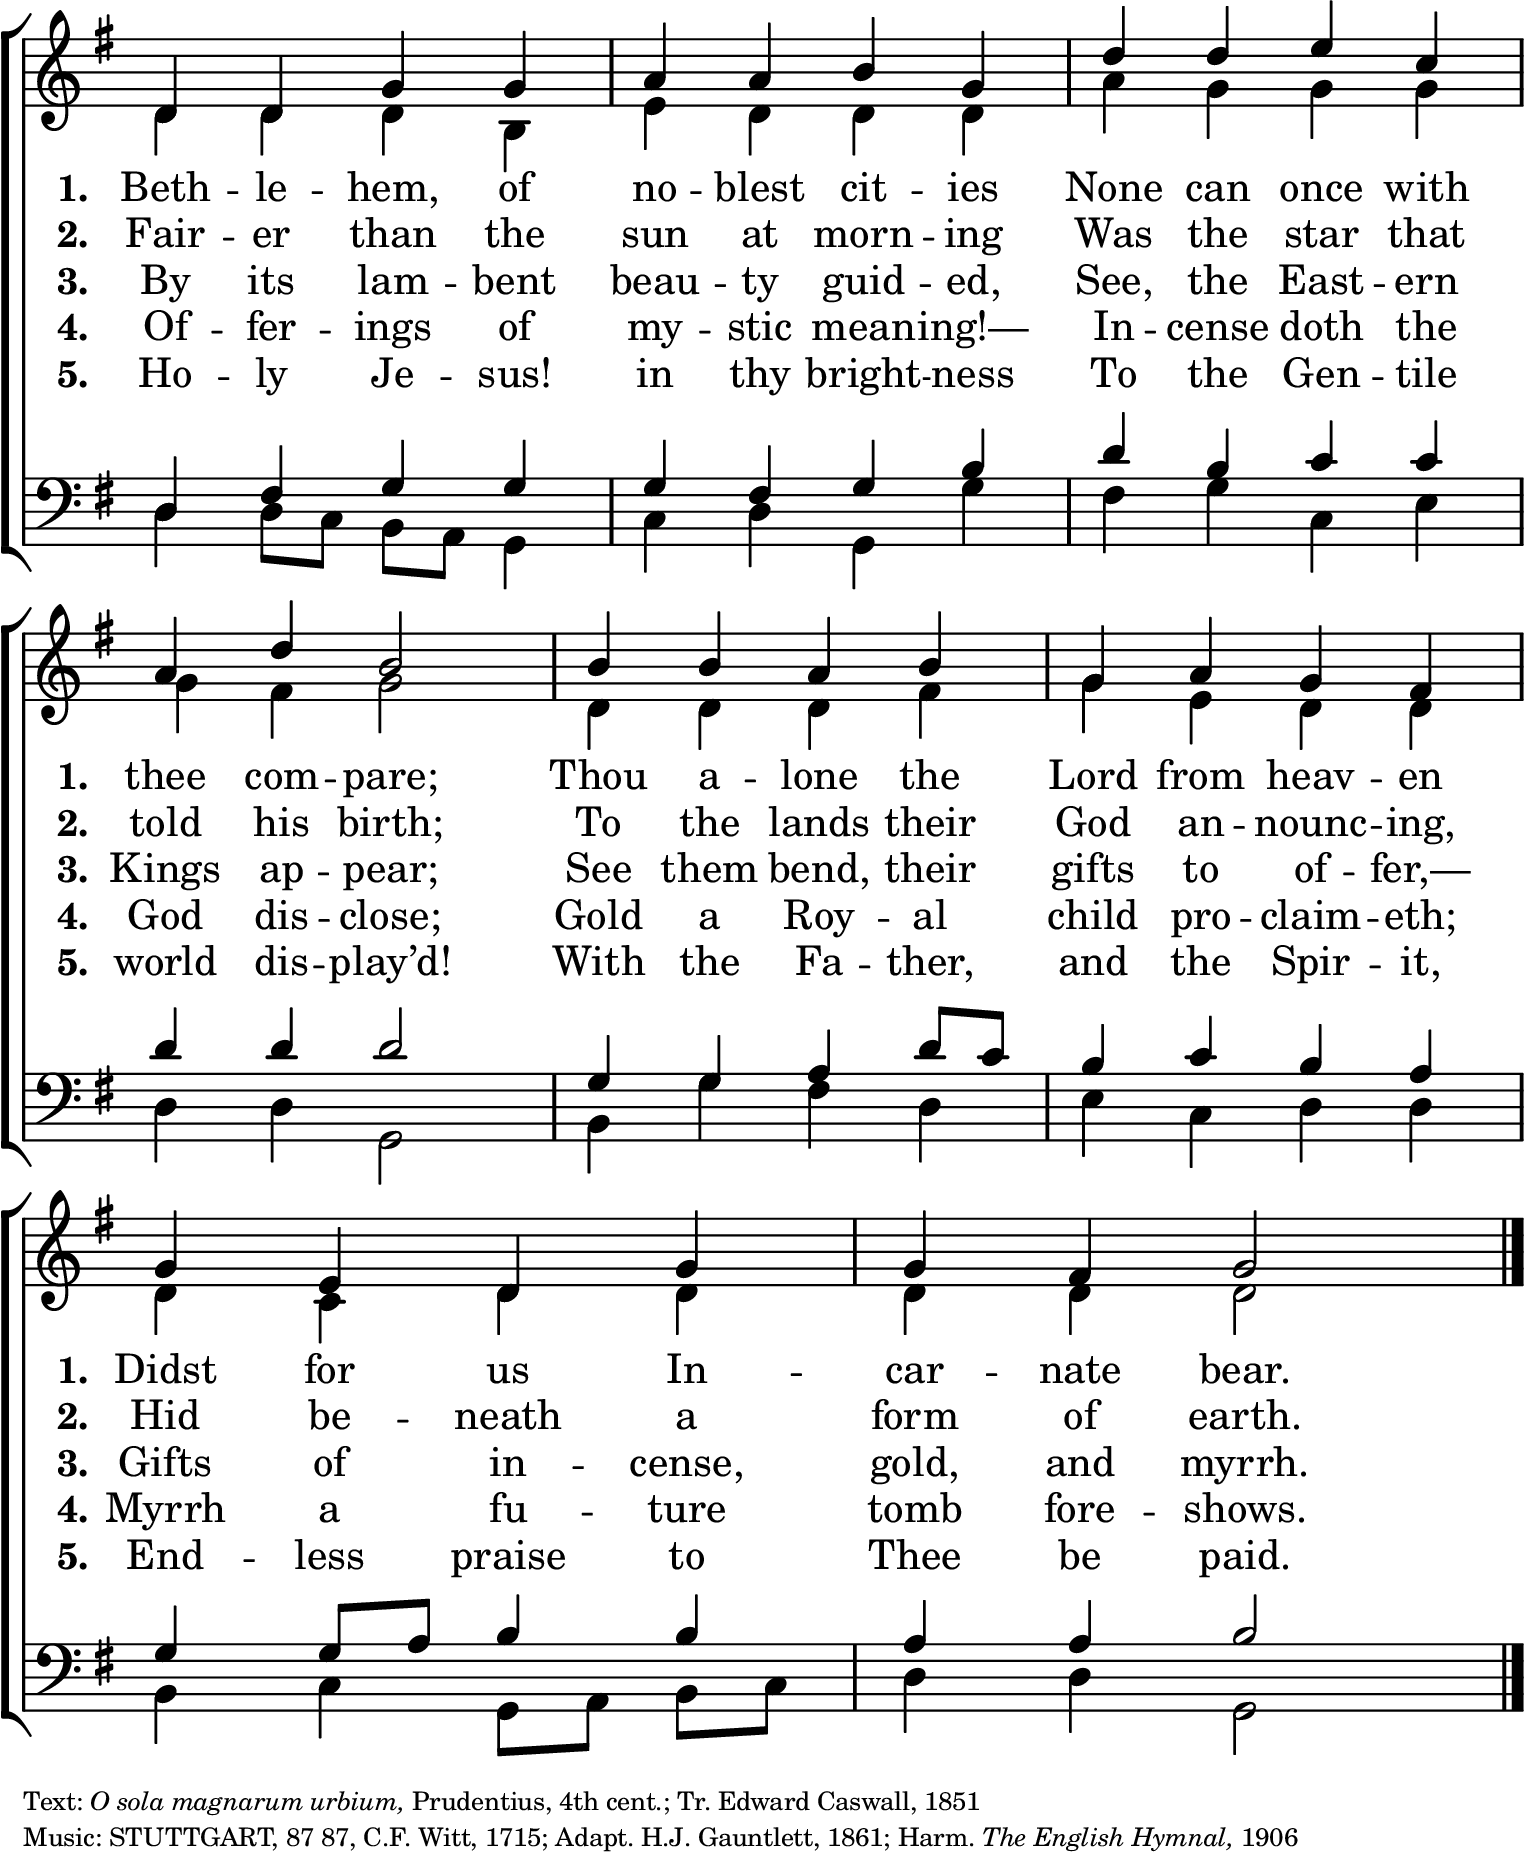 1. Beth -- le -- hem, of no -- blest cit -- ies None can once with
2. Fair -- er than the sun at morn -- ing Was the star that
3. By its lam -- bent beau -- ty guid -- ed, See, the East -- ern
4. Of -- fer -- ings of my -- stic meaning!— In -- cense doth the
5. Ho -- ly Je -- sus! in thy bright -- ness To the Gen -- tile
1. thee com -- pare; Thou a -- lone the Lord from heav -- en
2. told his birth; To the lands their God an -- nounc -- ing,
3. Kings ap -- pear; See them bend, their gifts to of -- fer,—
4. God dis -- close; Gold a Roy -- al child pro -- claim -- eth;
5. world dis -- play’d! With the Fa -- ther, and the Spir -- it,
1. Didst for us In -- car -- nate bear.
2. Hid be -- neath a form of earth.
3. Gifts of in -- cense, gold, and myrrh.
4. Myrrh a fu -- ture tomb fore -- shows.
5. End -- less praise to Thee be paid.
Text: O sola magnarum urbium, Prudentius, 4th cent.; Tr. Edward Caswall, 1851
Music: STUTTGART, 87 87, C.F. Witt, 1715; Adapt. H.J. Gauntlett, 1861; Harm. The English Hymnal, 1906